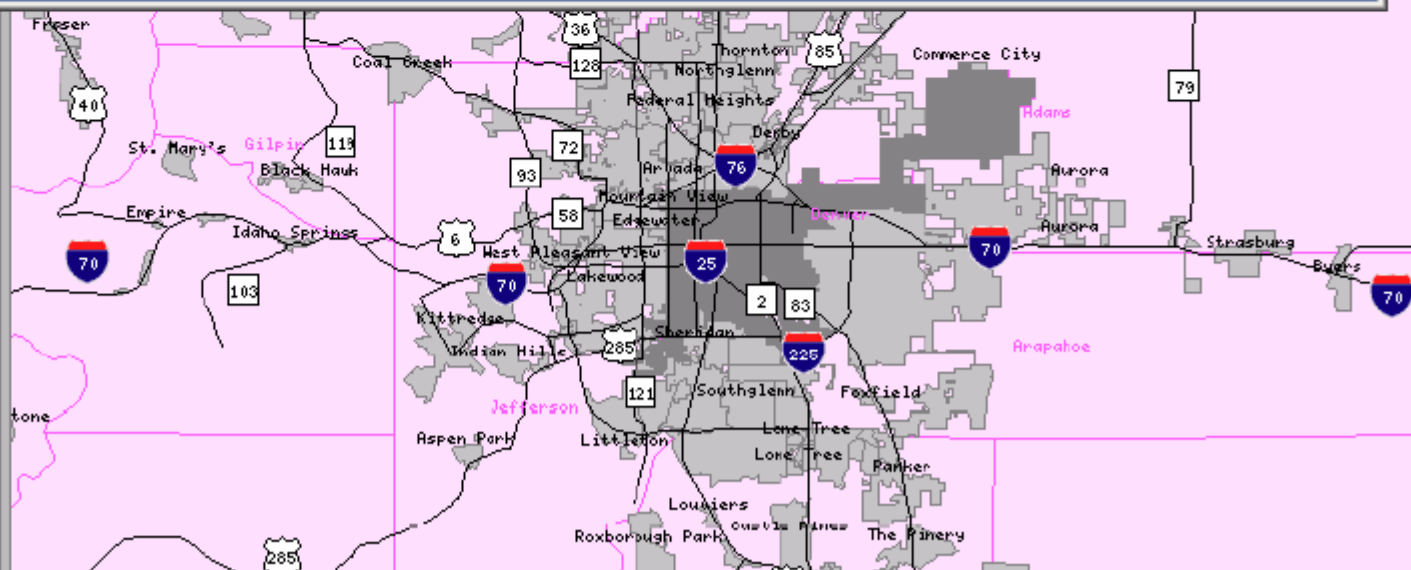 Fraser
36
Thornton
85
Commerce City
Coal Creek
128
Northglenn
79
40
Federal Heights
Adams
119
Derby
St. Mary's
Gilpin
72
Black Hawk
93
Arvada
76
Aurora
Mountain View
Empire
58
Edgewater
Denver
Idaho Springs
6
Aurora
70
West Pleasant View
25
70
Strasburg
Lakewood
Byers
70
103
2
83
70
Kittredge
Sheridan
Indian Hills
285
225
Arapahoe
121
Southglenn
Foxfield
Jefferson
tone
Aspen Park
Littleton
Lone Tree
Lone Tree
Parker
Louviers
Castle Pines
Roxborough Park
The Pinery
285